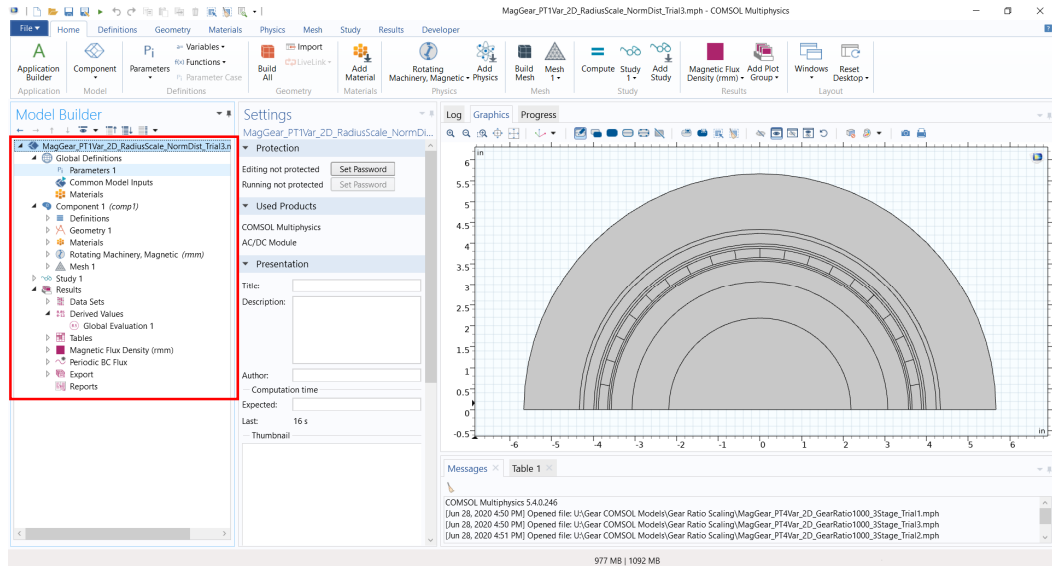 MagGear_PT1Var_2D_RadiusScale_NormDist_Trial3.mph - COMSOL Multiphysics
File Home Definitions Geometry Materials Physics Mesh Study Results Developer
Application Builder
Component
Parameters
Variables
f(x) Functions
Parameter Case
Build All
Import
LiveLink
Add Material
Rotating Machinery, Magnetic
Add Physics
Build Mesh
Mesh 1
Compute
Study 1
Add Study
Magnetic Flux Density (rmm)
Add Plot Group
Windows
Reset Desktop
Application Model Definitions Geometry Materials Physics Mesh Study Results Layout
Model Builder
MagGear_PT1Var_2D_RadiusScale_NormDist_Trial3.n
Global Definitions
Pi Parameters 1
Common Model Inputs
Materials
Component 1 (comp1)
Definitions
Geometry 1
Materials
Rotating Machinery, Magnetic (rmm)
Mesh 1
Study 1
Results
Data Sets
Derived Values
Global Evaluation 1
Tables
Magnetic Flux Density (rmm)
Periodic BC Flux
Export
Reports
Settings
MagGear_PT1Var_2D_RadiusScale_NormDi...
Protection
Editing not protected Set Password
Running not protected Set Password
Used Products
COMSOL Multiphysics
AC/DC Module
Presentation
Title:
Description:
Author:
Computation time
Expected:
Last: 16 s
Thumbnail
Log Graphics Progress
in
6
5.5
5
4.5
4
3.5
3
2.5
2
1.5
1
0.5
0
-0.5
-6 -5 -4 -3 -2 -1 0 1 2 3 4 5 6
in
Messages Table 1
COMSOL Multiphysics 5.4.0.246
[Jun 28, 2020 4:50 PM] Opened file: U:\Gear COMSOL Models\Gear Ratio Scaling\MagGear_PT4Var_2D_GearRatio1000_3Stage_Trial1.mph
[Jun 28, 2020 4:50 PM] Opened file: U:\Gear COMSOL Models\Gear Ratio Scaling\MagGear_PT4Var_2D_GearRatio1000_3Stage_Trial3.mph
[Jun 28, 2020 4:51 PM] Opened file: U:\Gear COMSOL Models\Gear Ratio Scaling\MagGear_PT4Var_2D_GearRatio1000_3Stage_Trial2.mph
977 MB | 1092 MB